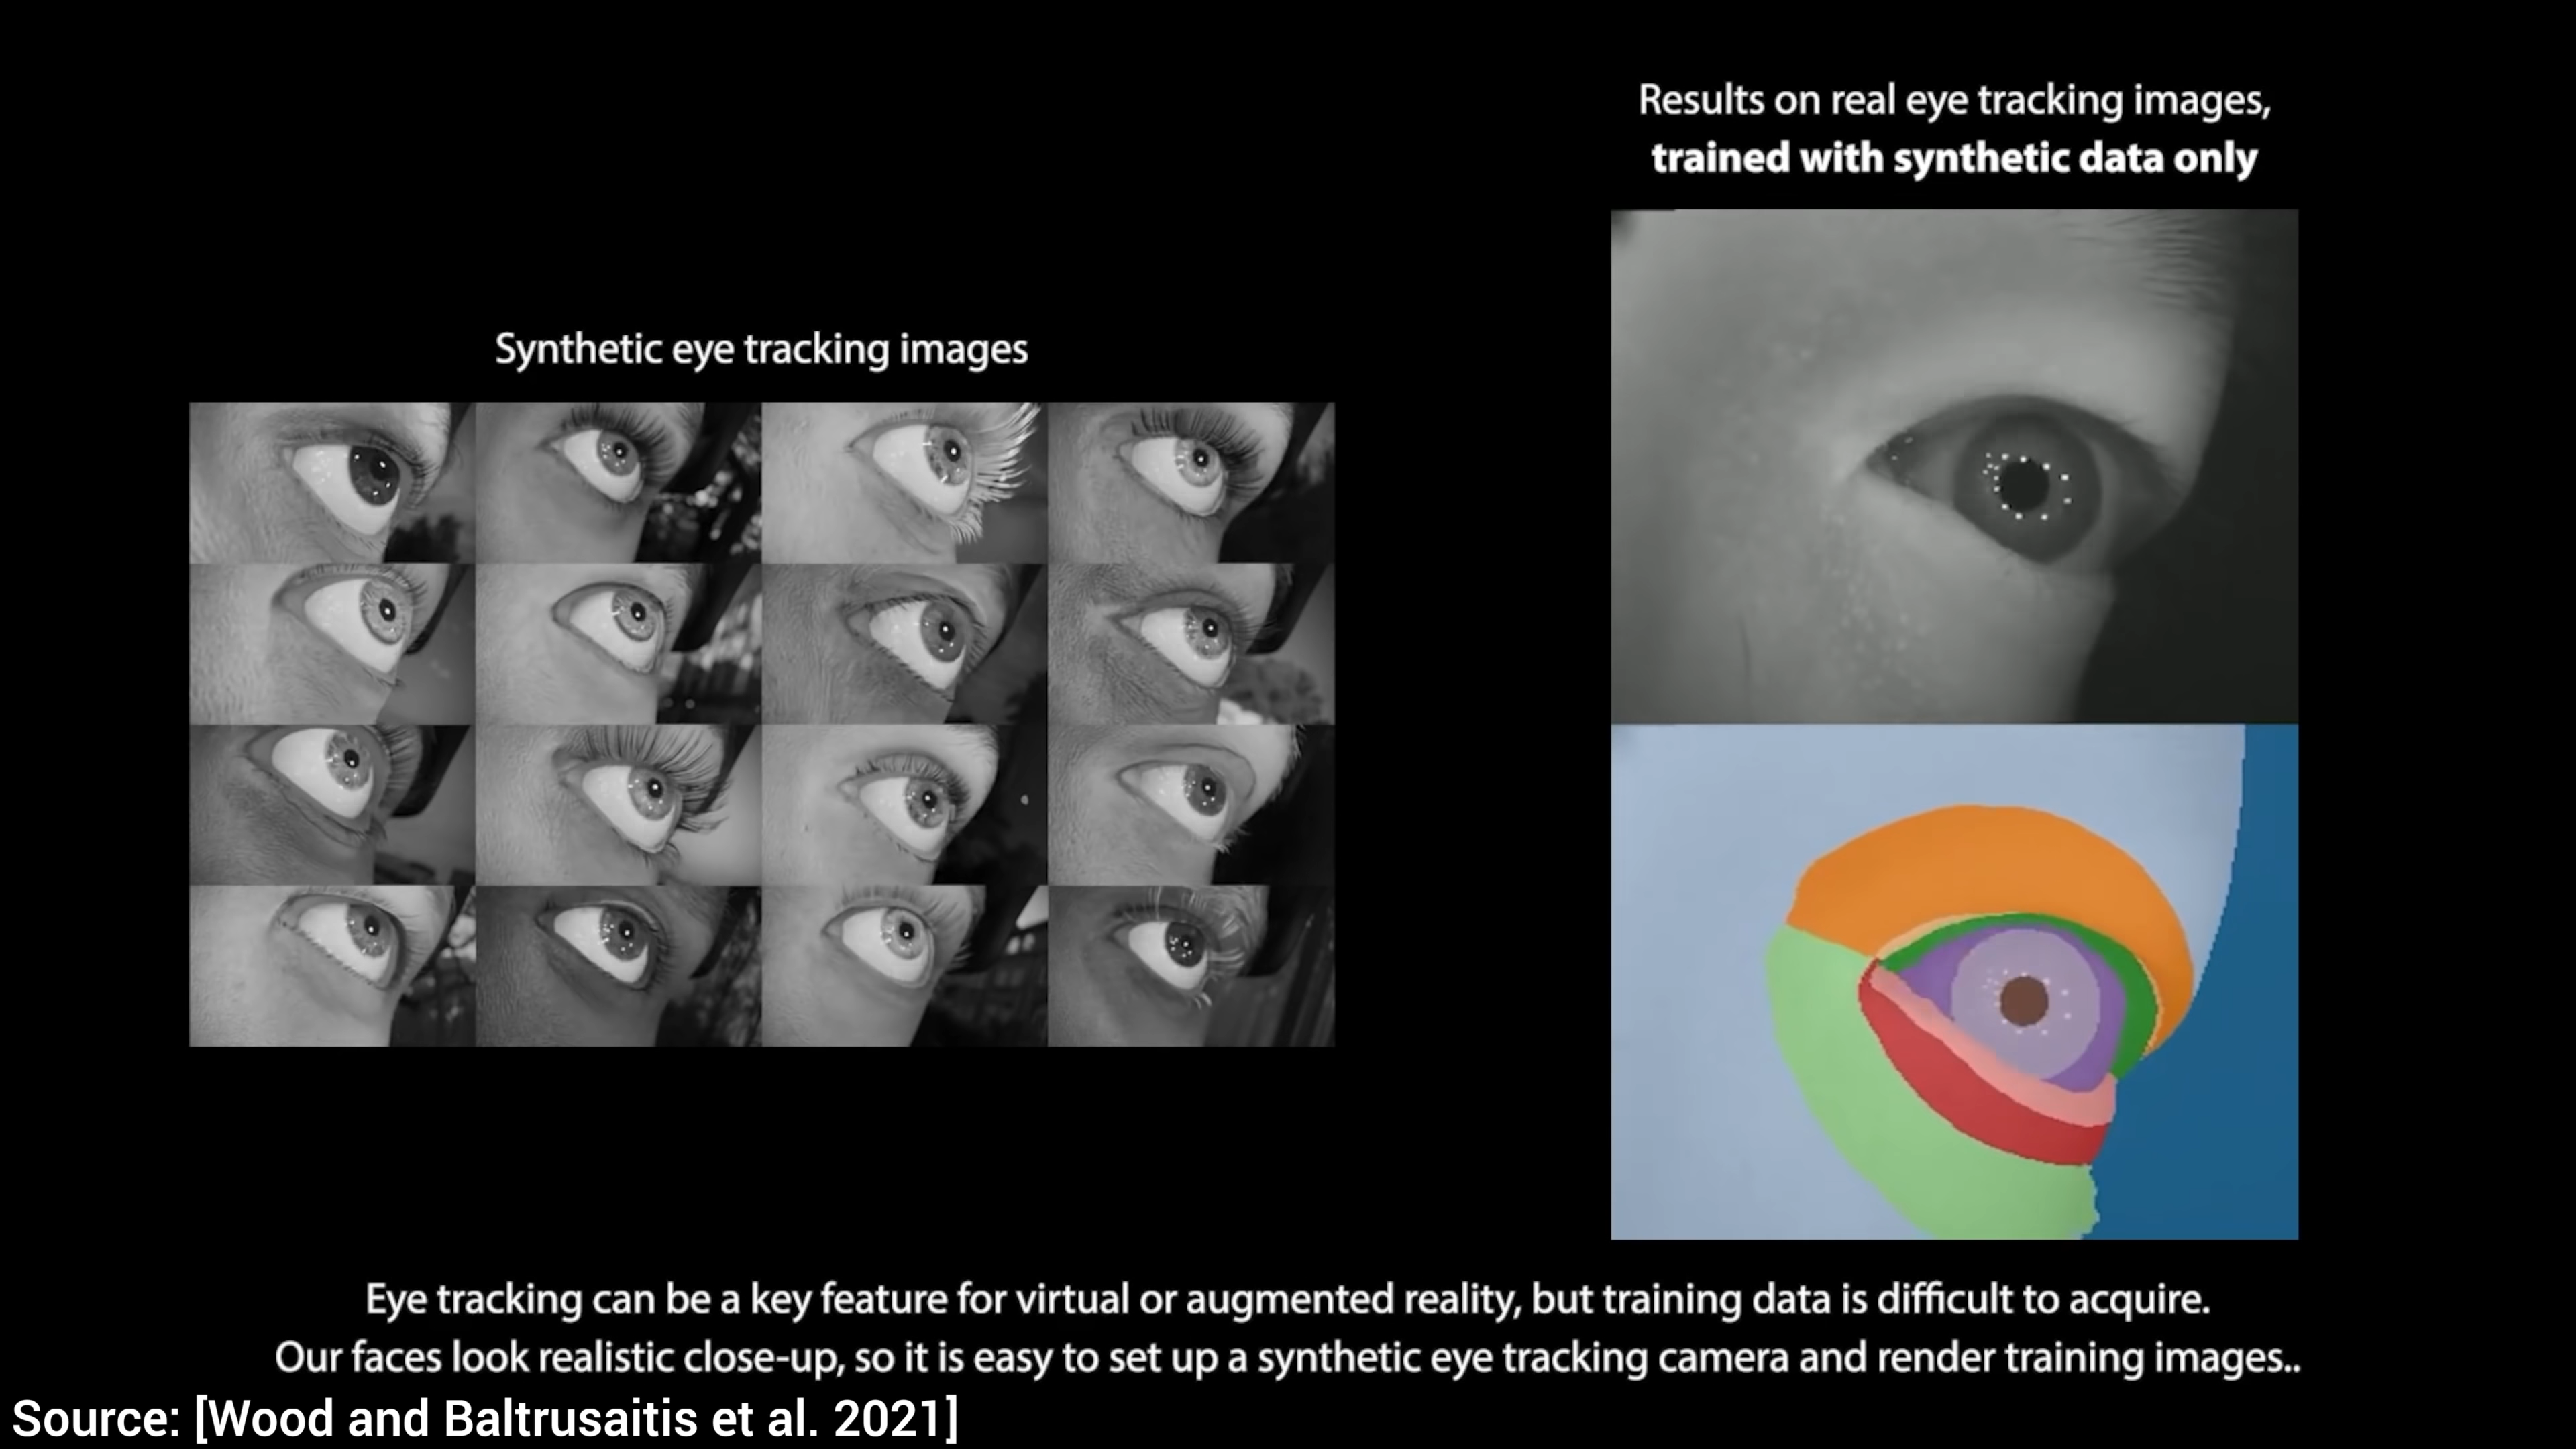 Results on real eye tracking images,
trained with synthetic data only
Synthetic eye tracking images
Eye tracking can be a key feature for virtual or augmented reality, but training data is difficult to acquire.
Our faces look realistic close-up, so it is easy to set up a synthetic eye tracking camera and render training images..
Source: [Wood and Baltrusaitis et al. 2021]